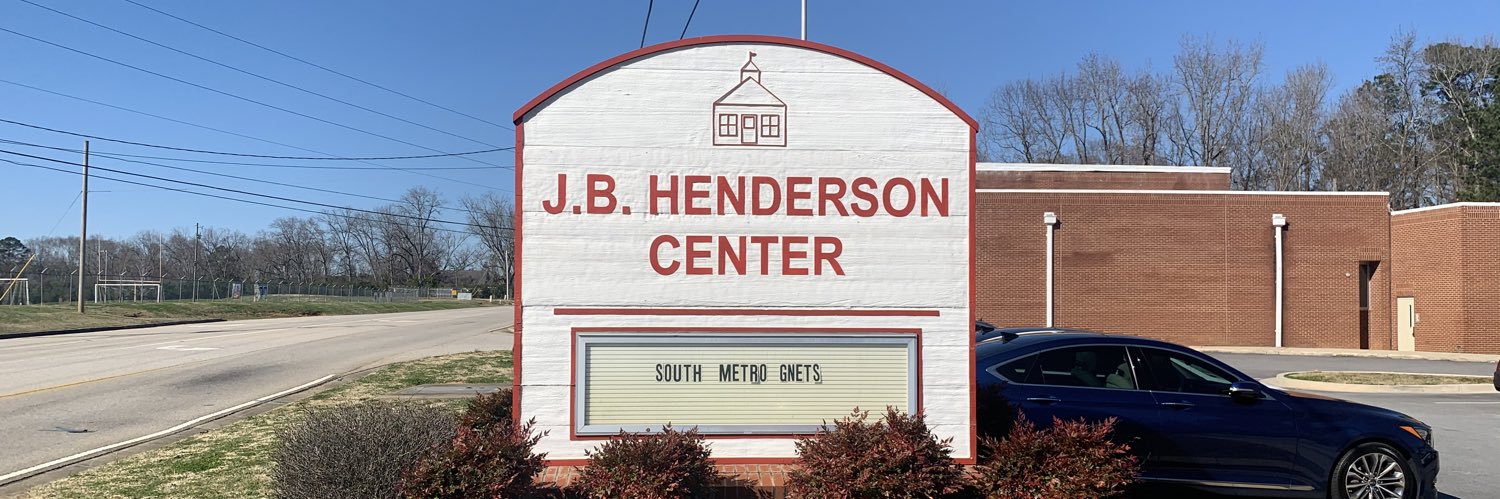 J.B. HENDERSON
CENTER
SOUTH METRO GNETS